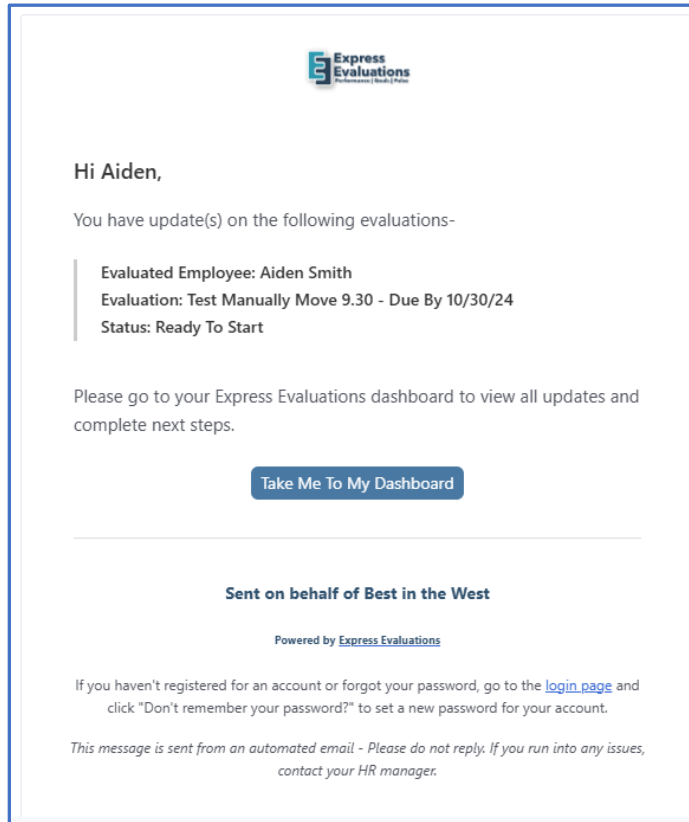 Express
Evaluations
Performance | Goals | Pulse
Hi Aiden,
You have update(s) on the following evaluations-
Evaluated Employee: Aiden Smith
Evaluation: Test Manually Move 9.30 - Due By 10/30/24
Status: Ready To Start
Please go to your Express Evaluations dashboard to view all updates and
complete next steps.
Take Me To My Dashboard
Sent on behalf of Best in the West
Powered by Express Evaluations
If you haven't registered for an account or forgot your password, go to the login page and
click "Don't remember your password?" to set a new password for your account.
This message is sent from an automated email - Please do not reply. If you run into any issues,
contact your HR manager.